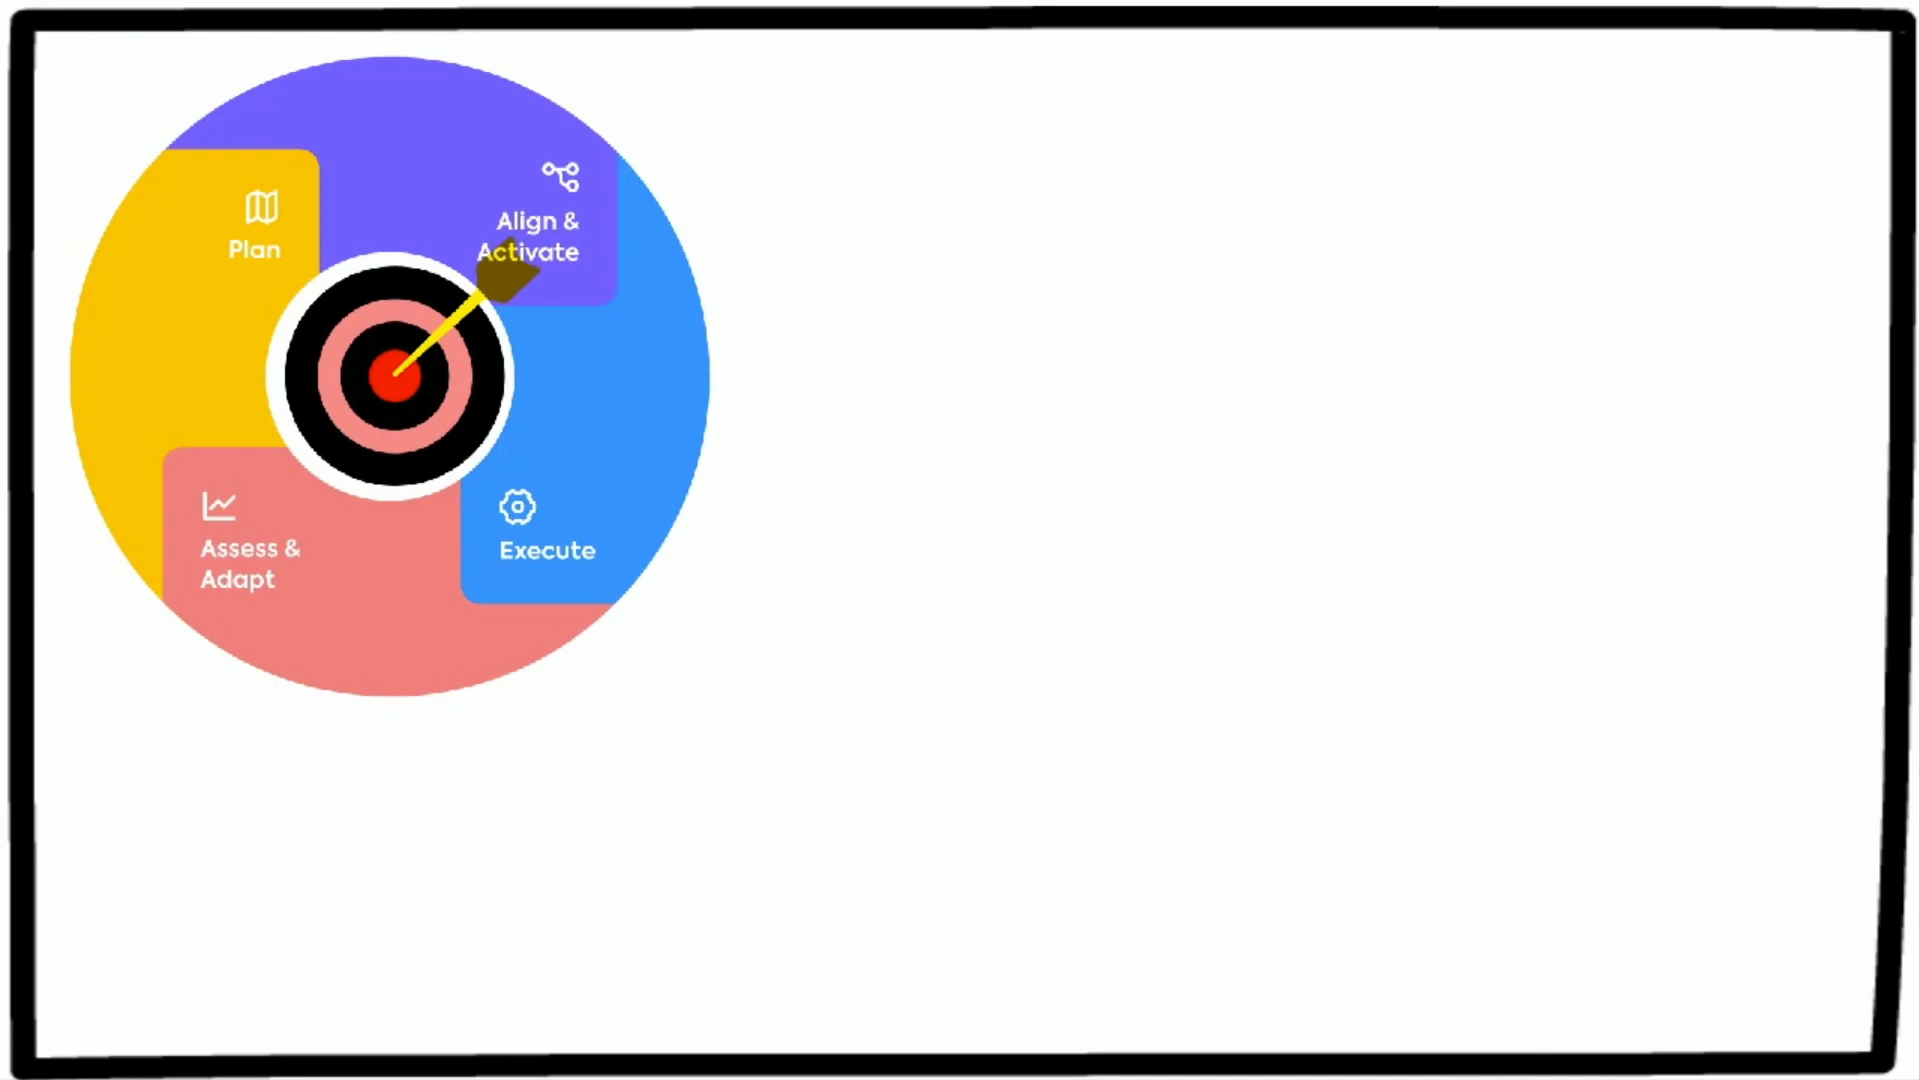 Plan
Align &
Activate
Assess &
Adapt
Execute